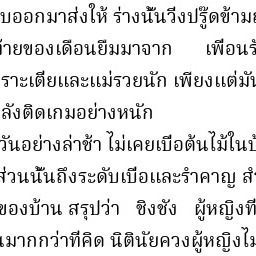 บออกมาส่งให้ ร่างนั้นวิ่งปรู๊ดข้าม
ยของเดือนยืมมาจาก เพื่อน
ราะเตี่ยและแม่รวยนัก เพียงแต่มัน
ลังติดเกมอย่างหนัก
วันอย่างล่าช้า ไม่เคยเบื่อต้นไม้ใน
ส่วนนั้นถึงระดับเบื่อและรำคาญ
ของบ้าน สรุปว่า ชิงชัง ผู้หญิงที่
มากกว่าที่คิด นิตินัยควงผู้หญิงไม่